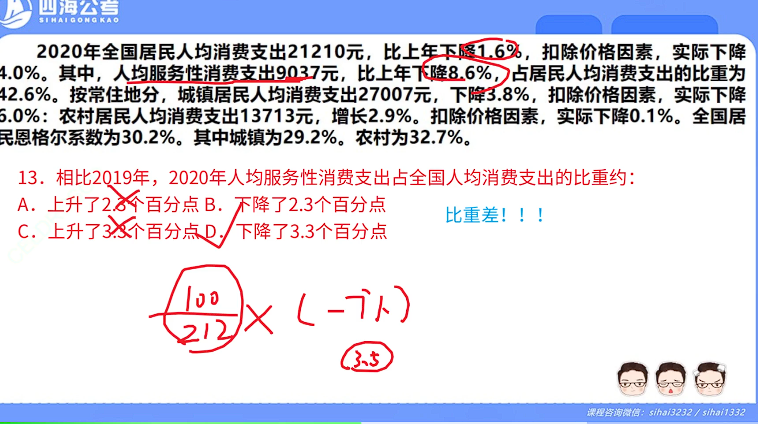 四海公考
SIHAIGONGKAO
2020年全国居民人均消费支出21210元，比上年下降1.6%，扣除价格因素，实际下降
4.0%。其中，人均服务性消费支出9037元，比上年下降8.6%，占居民人均消费支出的比重为
42.6%。按常住地分，城镇居民人均消费支出27007元，下降3.8%，扣除价格因素，实际下降
6.0%：农村居民人均消费支出13713元，增长2.9%。扣除价格因素，实际下降0.1%。全国居
民恩格尔系数为30.2%。其中城镇为29.2%。农村为32.7%。
13．相比2019年，2020年人均服务性消费支出占全国人均消费支出的比重约：
A．上升了2.3个百分点 B．下降了2.3个百分点
C．上升了3.3个百分点 D．下降了3.3个百分点
比重差！！！
100
212
× (-7%)
3.5
课程咨询微信：sihai3232 / sihai1332